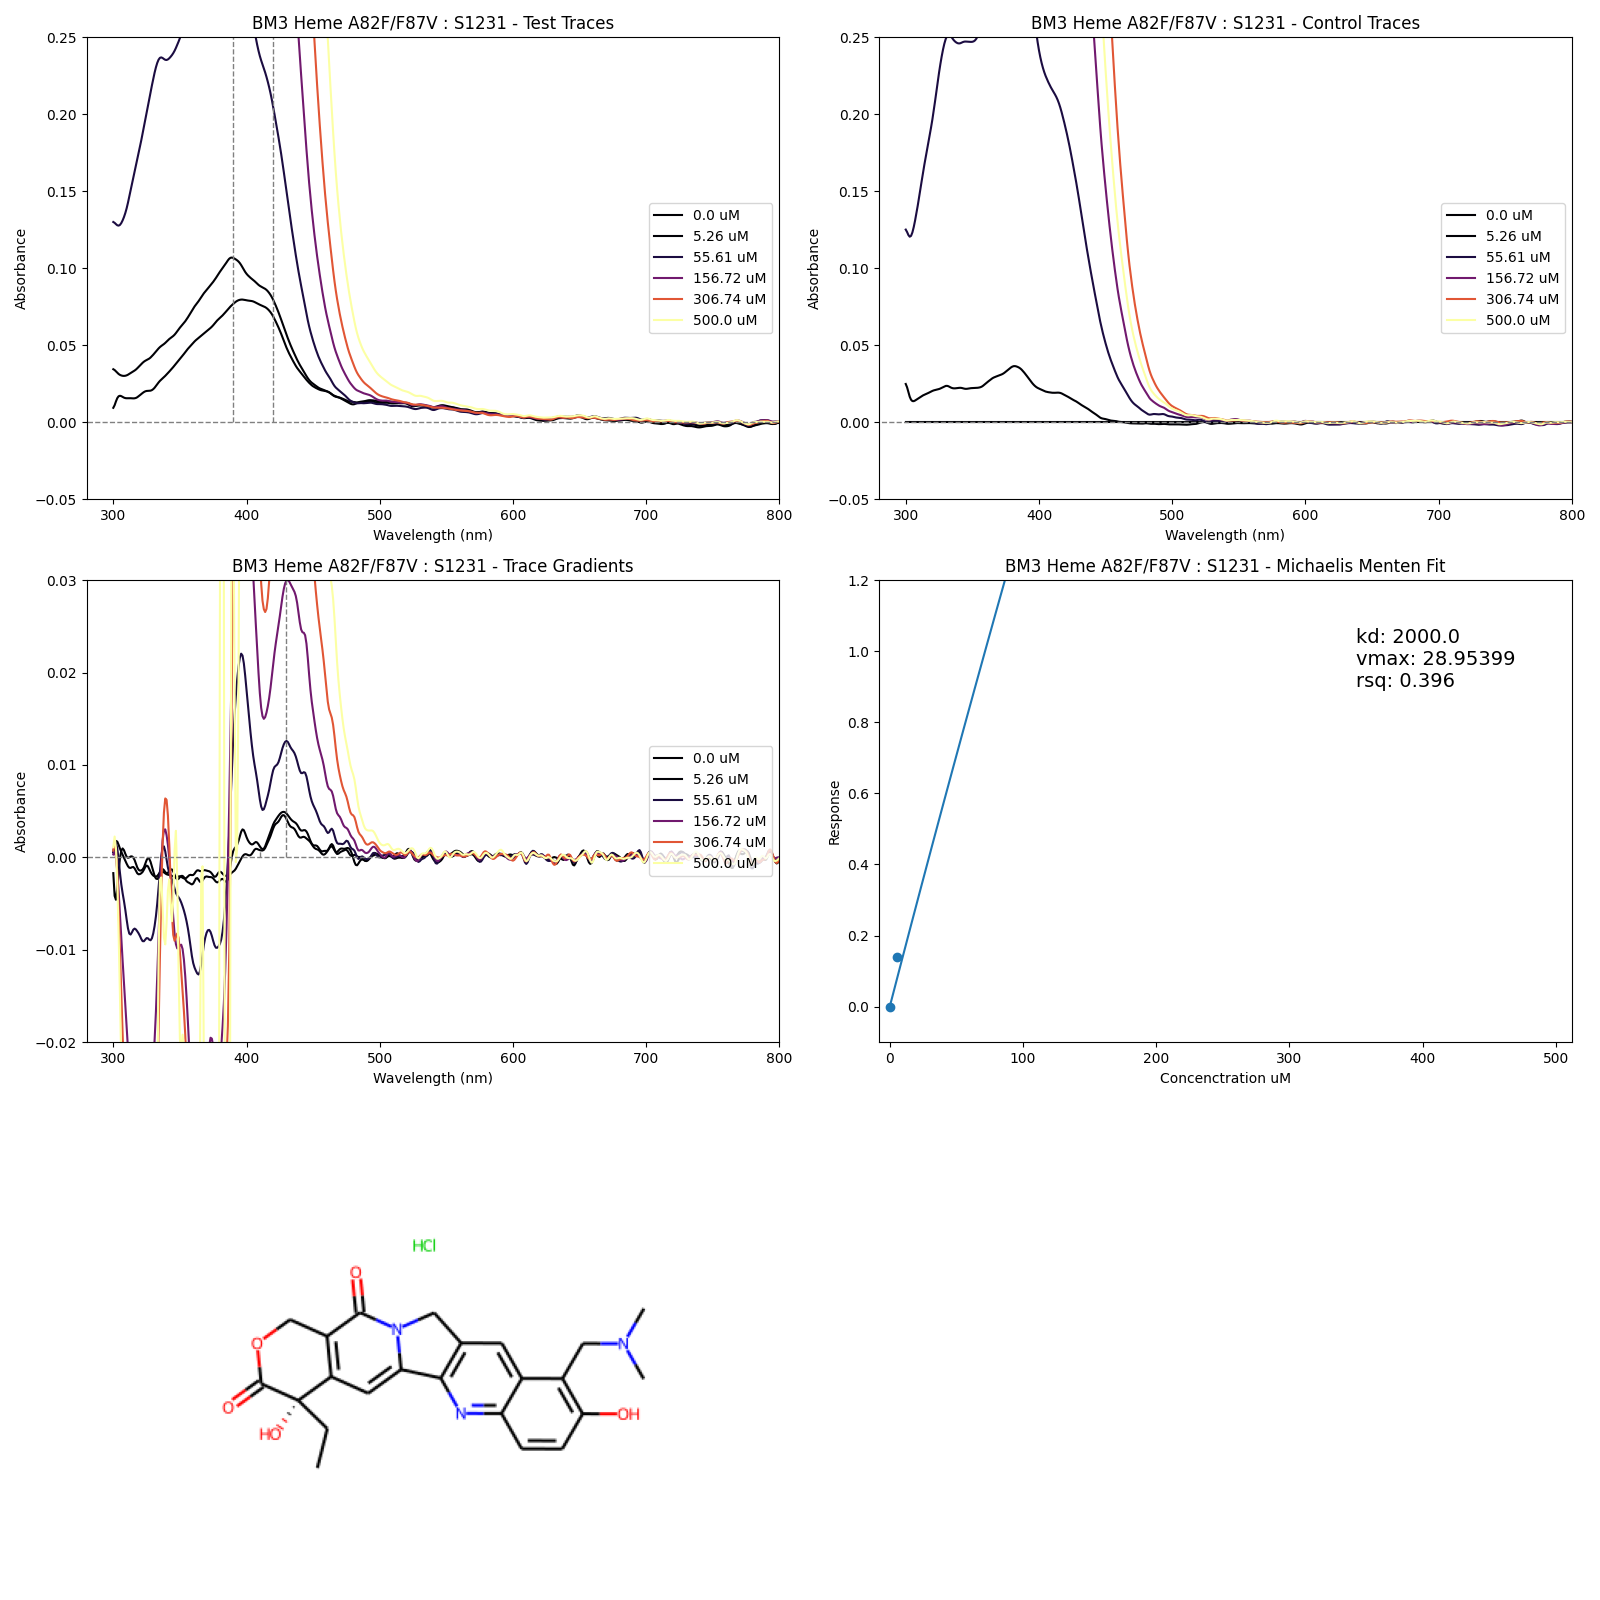 BM3 Heme A82F/F87V : S1231 - Test Traces
Absorbance
0.25
0.20
0.15
0.10
0.05
0.00
−0.05
300
400
500
600
700
800
Wavelength (nm)
0.0 uM
5.26 uM
55.61 uM
156.72 uM
306.74 uM
500.0 uM
BM3 Heme A82F/F87V : S1231 - Control Traces
Absorbance
0.25
0.20
0.15
0.10
0.05
0.00
−0.05
300
400
500
600
700
800
Wavelength (nm)
0.0 uM
5.26 uM
55.61 uM
156.72 uM
306.74 uM
500.0 uM
BM3 Heme A82F/F87V : S1231 - Trace Gradients
Absorbance
0.03
0.02
0.01
0.00
−0.01
−0.02
300
400
500
600
700
800
Wavelength (nm)
0.0 uM
5.26 uM
55.61 uM
156.72 uM
306.74 uM
500.0 uM
BM3 Heme A82F/F87V : S1231 - Michaelis Menten Fit
Response
1.2
1.0
0.8
0.6
0.4
0.2
0.0
0
100
200
300
400
500
Concenctration uM
kd: 2000.0
vmax: 28.95399
rsq: 0.396
HCl
O
N
O
O
HO
N
N
OH